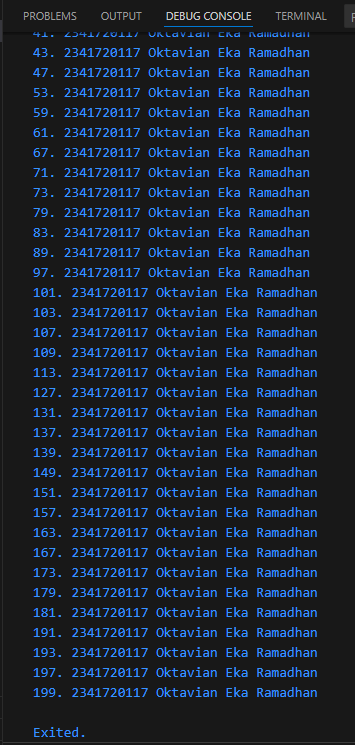 PROBLEMS OUTPUT DEBUG CONSOLE TERMINAL
41. 2341720117 Oktavian Eka Ramadhan
43. 2341720117 Oktavian Eka Ramadhan
47. 2341720117 Oktavian Eka Ramadhan
53. 2341720117 Oktavian Eka Ramadhan
59. 2341720117 Oktavian Eka Ramadhan
61. 2341720117 Oktavian Eka Ramadhan
67. 2341720117 Oktavian Eka Ramadhan
71. 2341720117 Oktavian Eka Ramadhan
73. 2341720117 Oktavian Eka Ramadhan
79. 2341720117 Oktavian Eka Ramadhan
83. 2341720117 Oktavian Eka Ramadhan
89. 2341720117 Oktavian Eka Ramadhan
97. 2341720117 Oktavian Eka Ramadhan
101. 2341720117 Oktavian Eka Ramadhan
103. 2341720117 Oktavian Eka Ramadhan
107. 2341720117 Oktavian Eka Ramadhan
109. 2341720117 Oktavian Eka Ramadhan
113. 2341720117 Oktavian Eka Ramadhan
127. 2341720117 Oktavian Eka Ramadhan
131. 2341720117 Oktavian Eka Ramadhan
137. 2341720117 Oktavian Eka Ramadhan
139. 2341720117 Oktavian Eka Ramadhan
149. 2341720117 Oktavian Eka Ramadhan
151. 2341720117 Oktavian Eka Ramadhan
157. 2341720117 Oktavian Eka Ramadhan
163. 2341720117 Oktavian Eka Ramadhan
167. 2341720117 Oktavian Eka Ramadhan
173. 2341720117 Oktavian Eka Ramadhan
179. 2341720117 Oktavian Eka Ramadhan
181. 2341720117 Oktavian Eka Ramadhan
191. 2341720117 Oktavian Eka Ramadhan
193. 2341720117 Oktavian Eka Ramadhan
197. 2341720117 Oktavian Eka Ramadhan
199. 2341720117 Oktavian Eka Ramadhan
Exited.